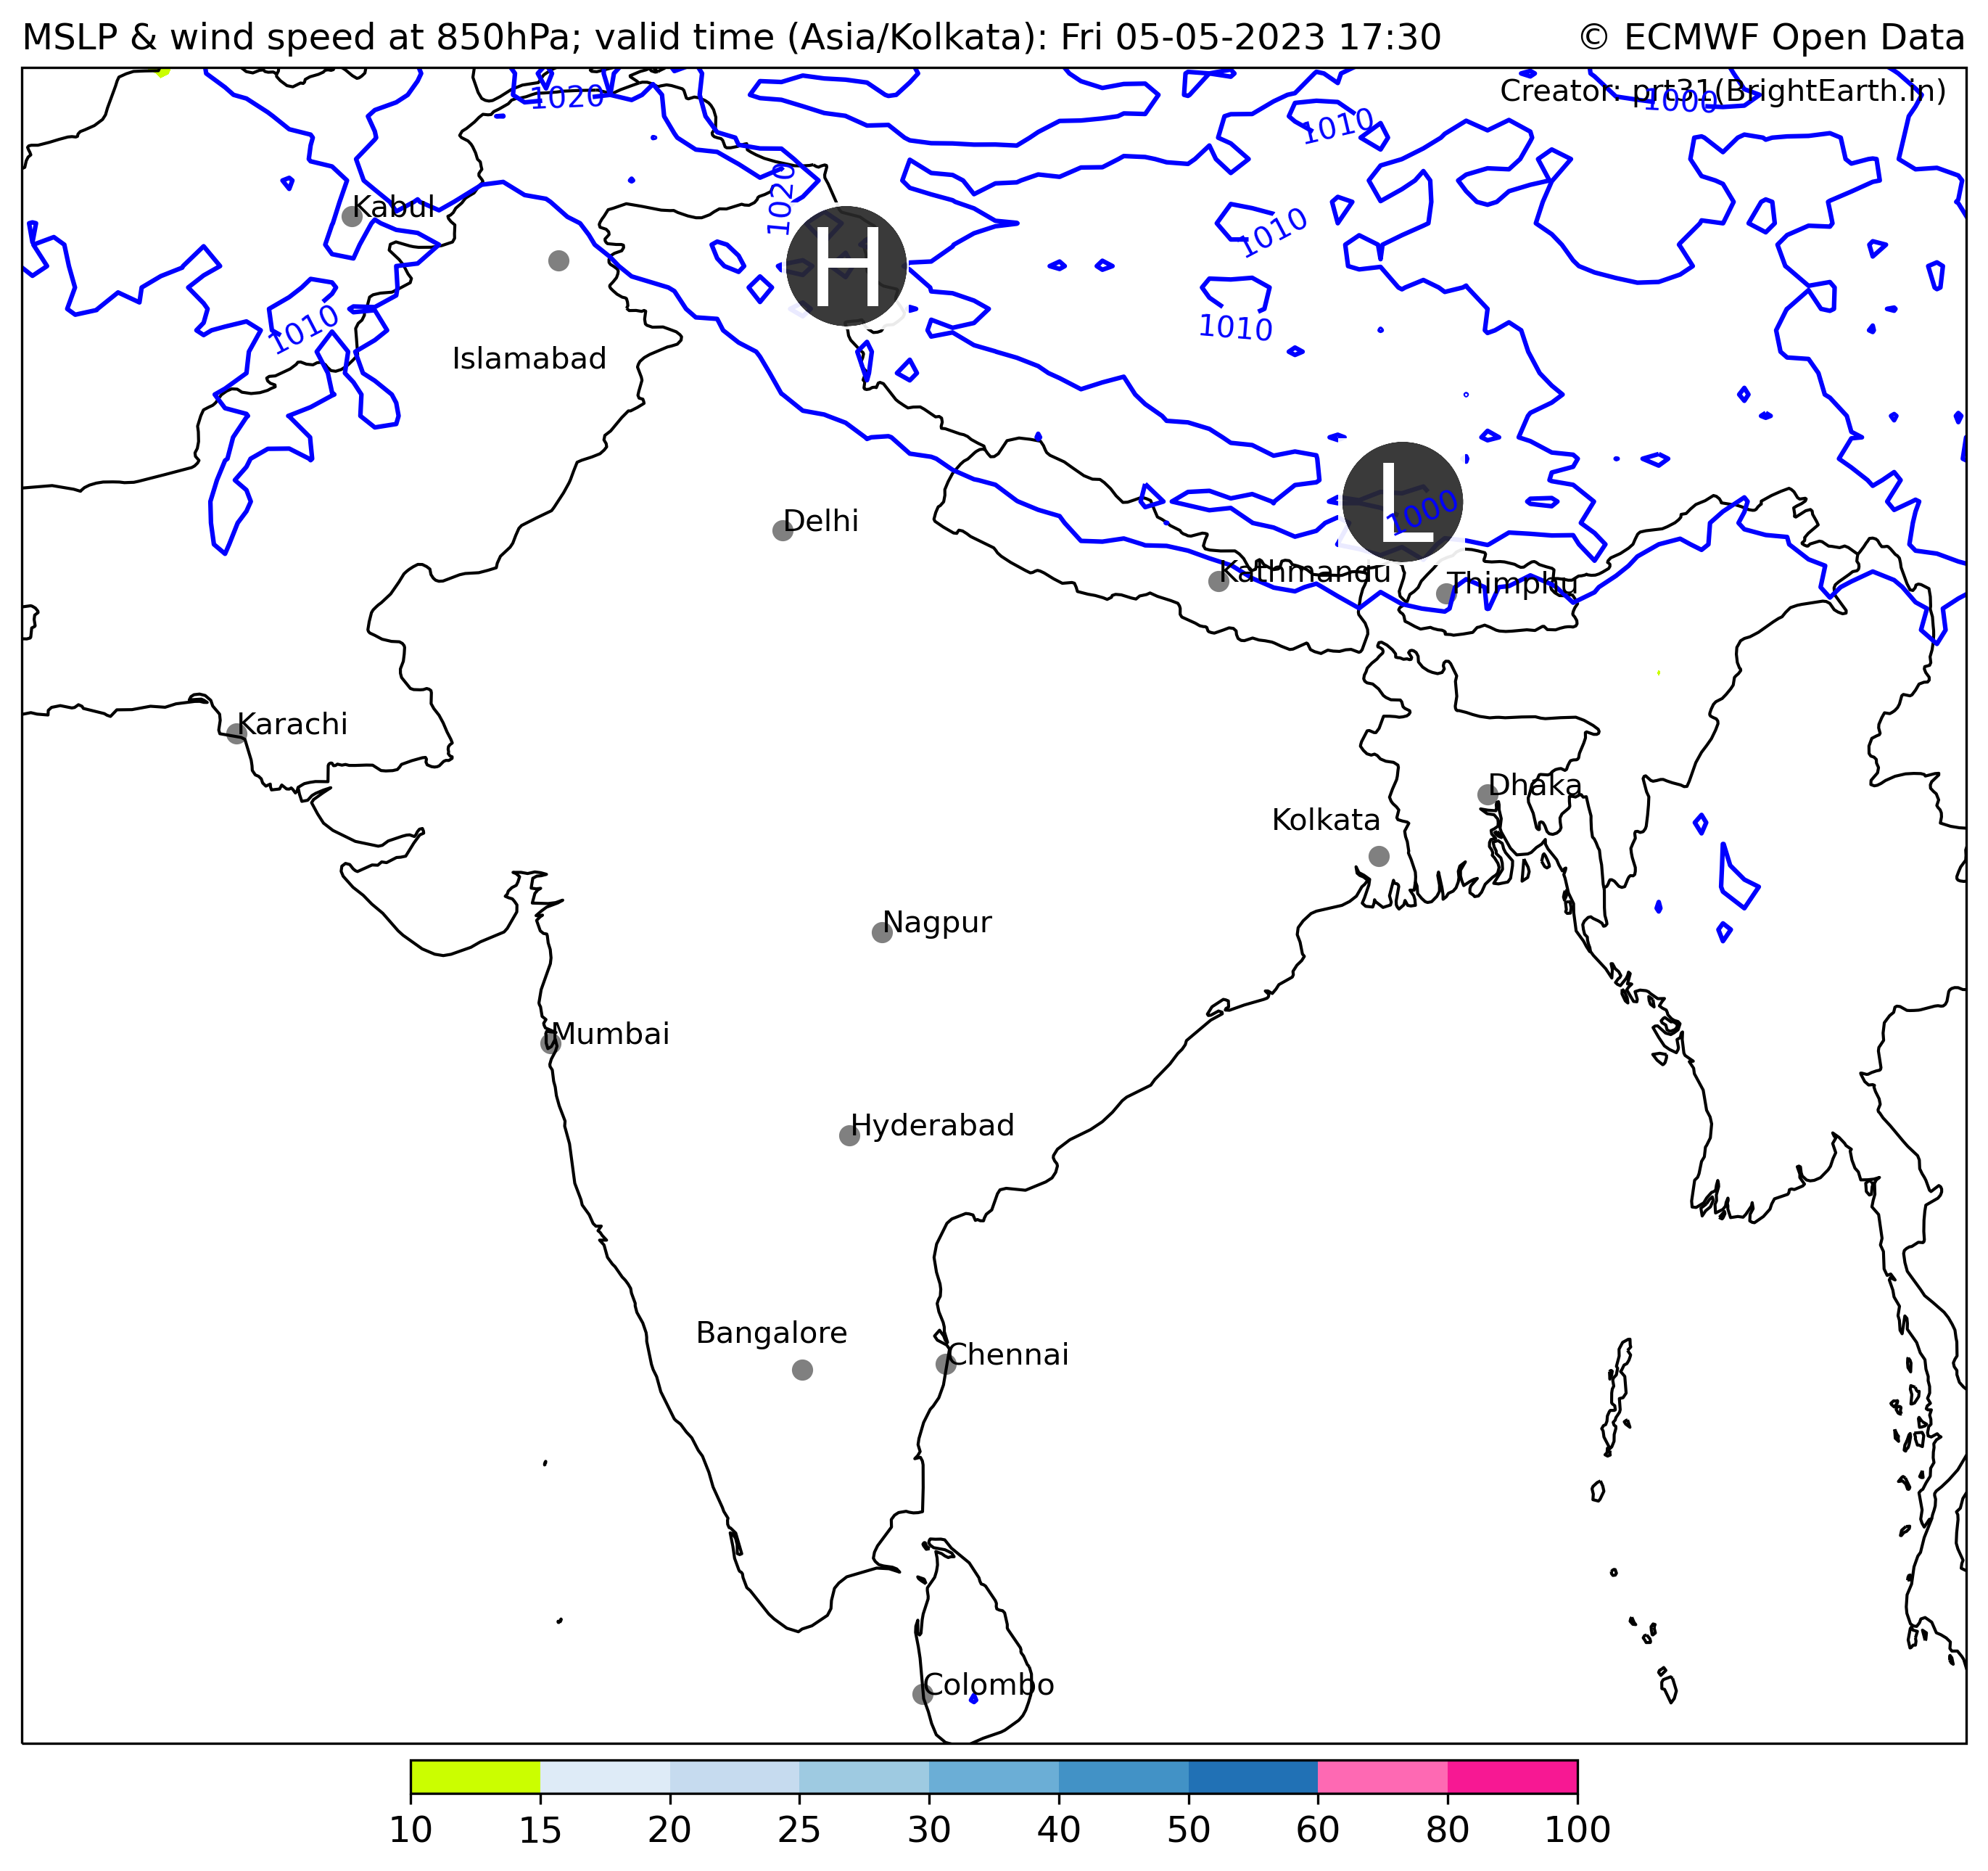 MSLP & wind speed at 850hPa; valid time (Asia/Kolkata): Fri 05-05-2023 17:30
© ECMWF Open Data
Creator: prt31(BrightEarth.in)
1020
1000
1010
1020
Kabul
1010
H
1010
1010
Islamabad
L
1000
Delhi
Kathmandu
Thimphu
Karachi
Dhaka
Kolkata
Nagpur
Mumbai
Hyderabad
Bangalore
Chennai
Colombo
10 15 20 25 30 40 50 60 80 100